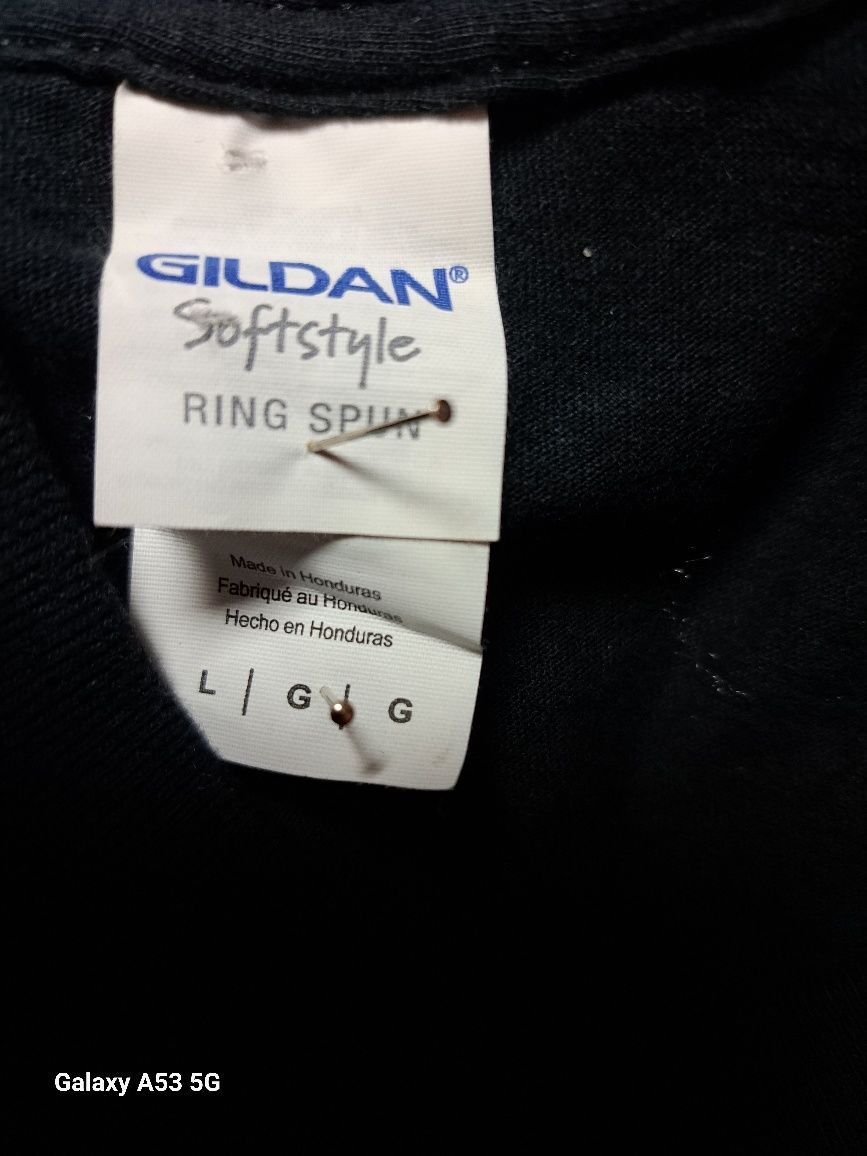 GILDAN®
Softstyle
RING SPUN
Made in Honduras
Fabriqué au Honduras
Hecho en Honduras
L | G | G
Galaxy A53 5G